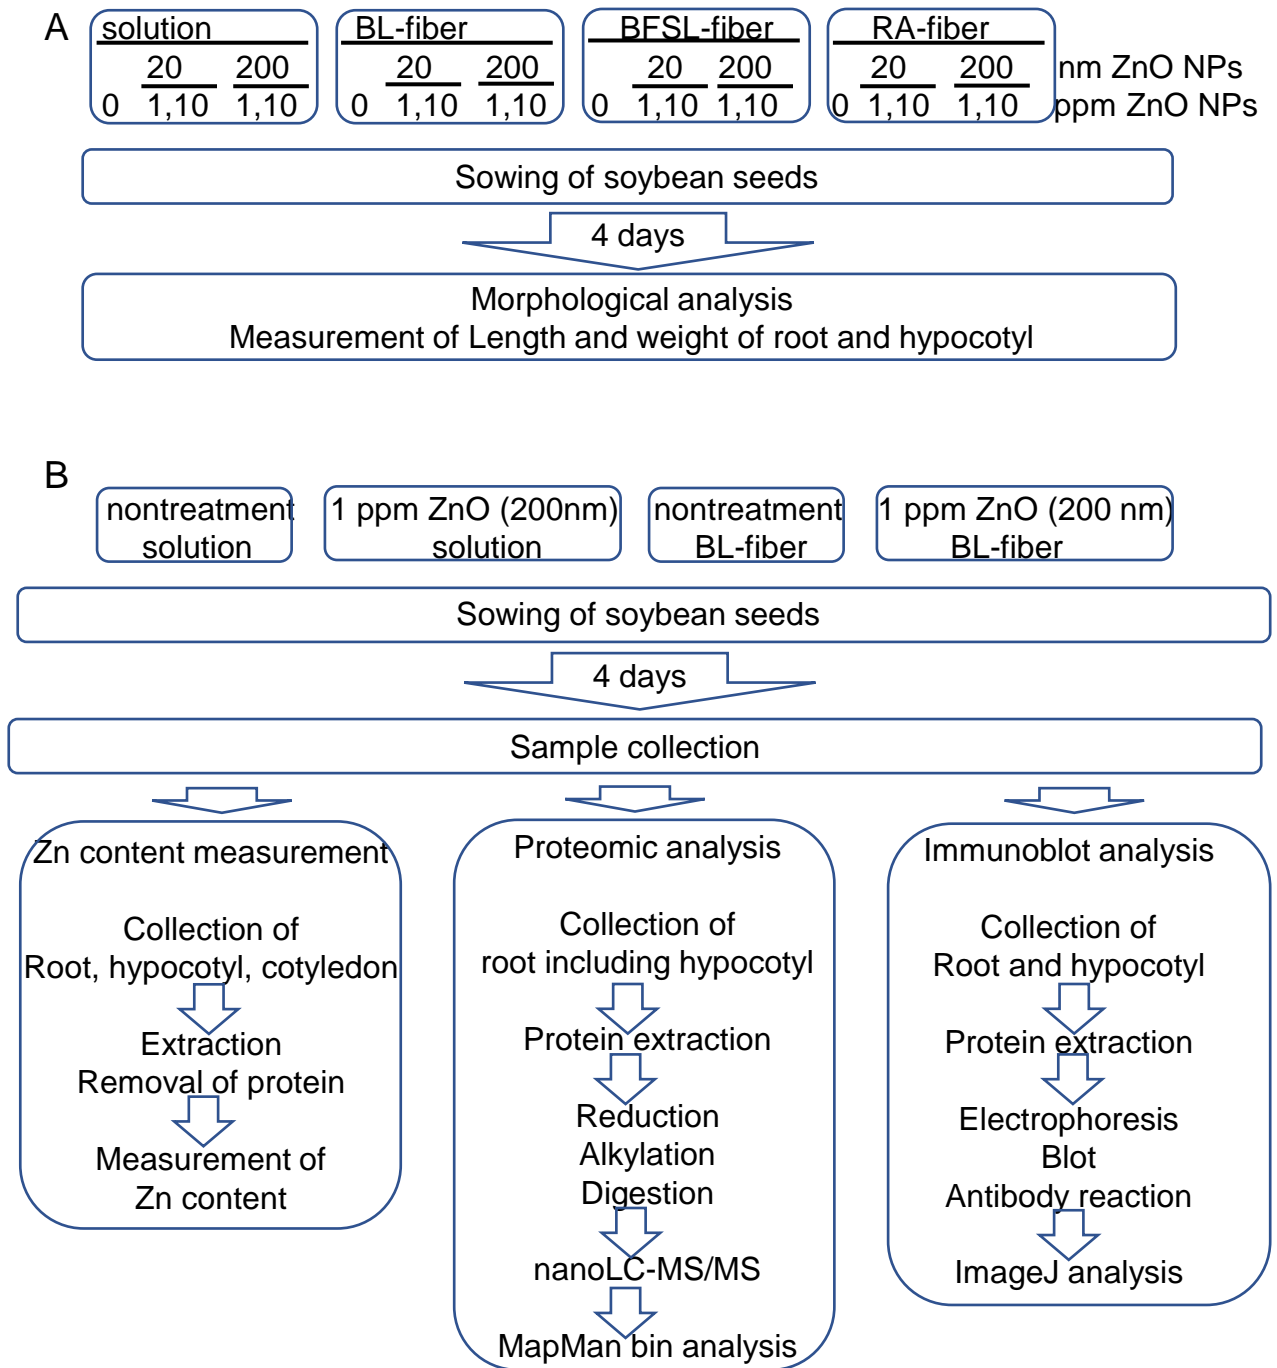 A
solution BL-fiber BFSL-fiber RA-fiber
20 200 20 200 20 200 20 200 nm ZnO NPs
0 1,10 1,10 0 1,10 1,10 0 1,10 1,10 0 1,10 1,10 ppm ZnO NPs
Sowing of soybean seeds
4 days
Morphological analysis
Measurement of Length and weight of root and hypocotyl
B
nontreatment
solution
1 ppm ZnO (200nm)
solution
nontreatment
BL-fiber
1 ppm ZnO (200 nm)
BL-fiber
Sowing of soybean seeds
4 days
Sample collection
Zn content measurement
Collection of
Root, hypocotyl, cotyledon
Extraction
Removal of protein
Measurement of
Zn content
Proteomic analysis
Collection of
root including hypocotyl
Protein extraction
Reduction
Alkylation
Digestion
nanoLC-MS/MS
MapMan bin analysis
Immunoblot analysis
Collection of
Root and hypocotyl
Protein extraction
Electrophoresis
Blot
Antibody reaction
ImageJ analysis